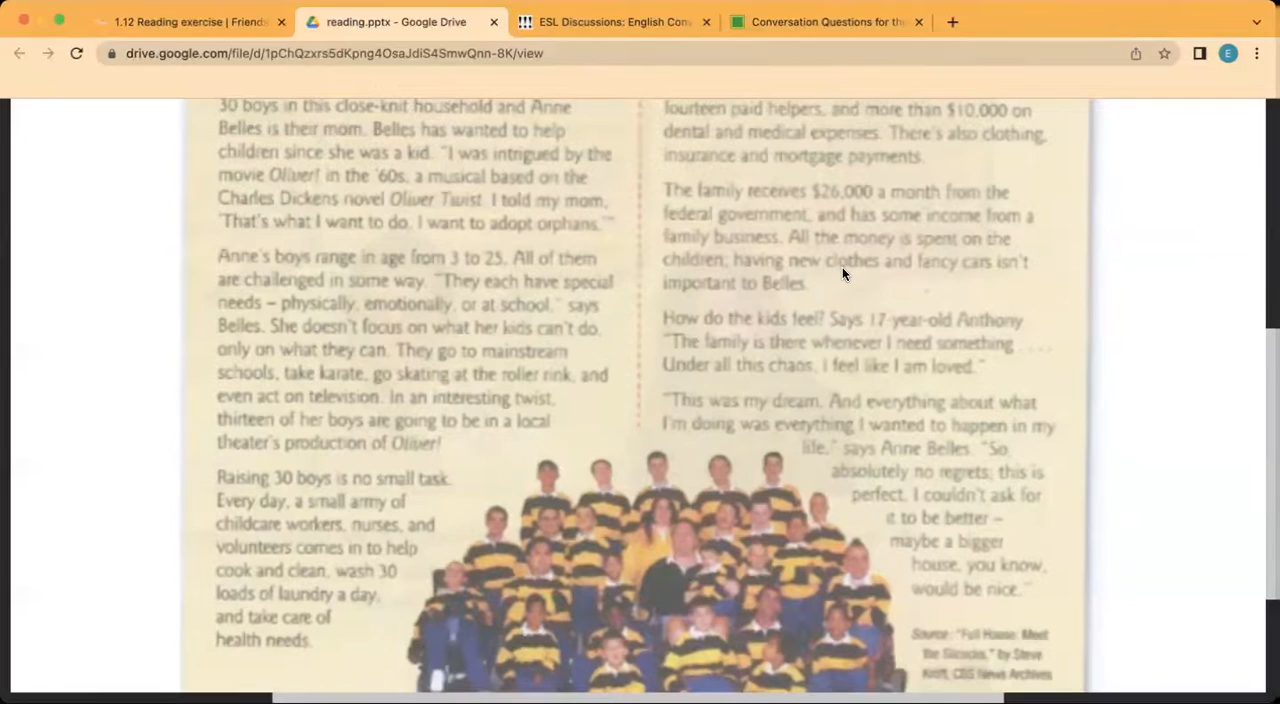 1.12 Reading exercise | Friends
reading.pptx - Google Drive
ESL Discussions: English Con
Conversation Questions for th
drive.google.com/file/d/1pChQzxrs5dKpng4OsaJdiS4SmwQnn-8K/view
E
30 boys in this close-knit household and Anne
Belles is their mom. Belles has wanted to help
children since she was a kid. "I was intrigued by the
movie Oliver! in the '60s, a musical based on the
Charles Dickens novel Oliver Twist. I told my mom,
'That's what I want to do. I want to adopt orphans.'"
Anne's boys range in age from 3 to 25. All of them
are challenged in some way. "They each have special
needs – physically, emotionally, or at school," says
Belles. She doesn't focus on what her kids can't do,
only on what they can. They go to mainstream
schools, take karate, go skating at the roller rink, and
even act on television. In an interesting twist,
thirteen of her boys are going to be in a local
theater's production of Oliver!
Raising 30 boys is no small task.
Every day, a small army of
childcare workers, nurses, and
volunteers comes in to help
cook and clean, wash 30
loads of laundry a day,
and take care of
health needs.
fourteen paid helpers, and more than $10,000 on
dental and medical expenses. There's also clothing,
insurance and mortgage payments.
The family receives $26,000 a month from the
federal government, and has some income from a
family business. All the money is spent on the
children; having new clothes and fancy cars isn't
important to Belles.
How do the kids feel? Says 17-year-old Anthony
"The family is there whenever I need something ....
Under all this chaos, I feel like I am loved."
"This was my dream. And everything about what
I'm doing was everything I wanted to happen in my
life," says Anne Belles. "So,
absolutely no regrets; this is
perfect. I couldn't ask for
it to be better –
maybe a bigger
house, you know,
would be nice."
Source: "Full House: Meet
the Silcocks," by Steve
Kroft, CBS News Archives